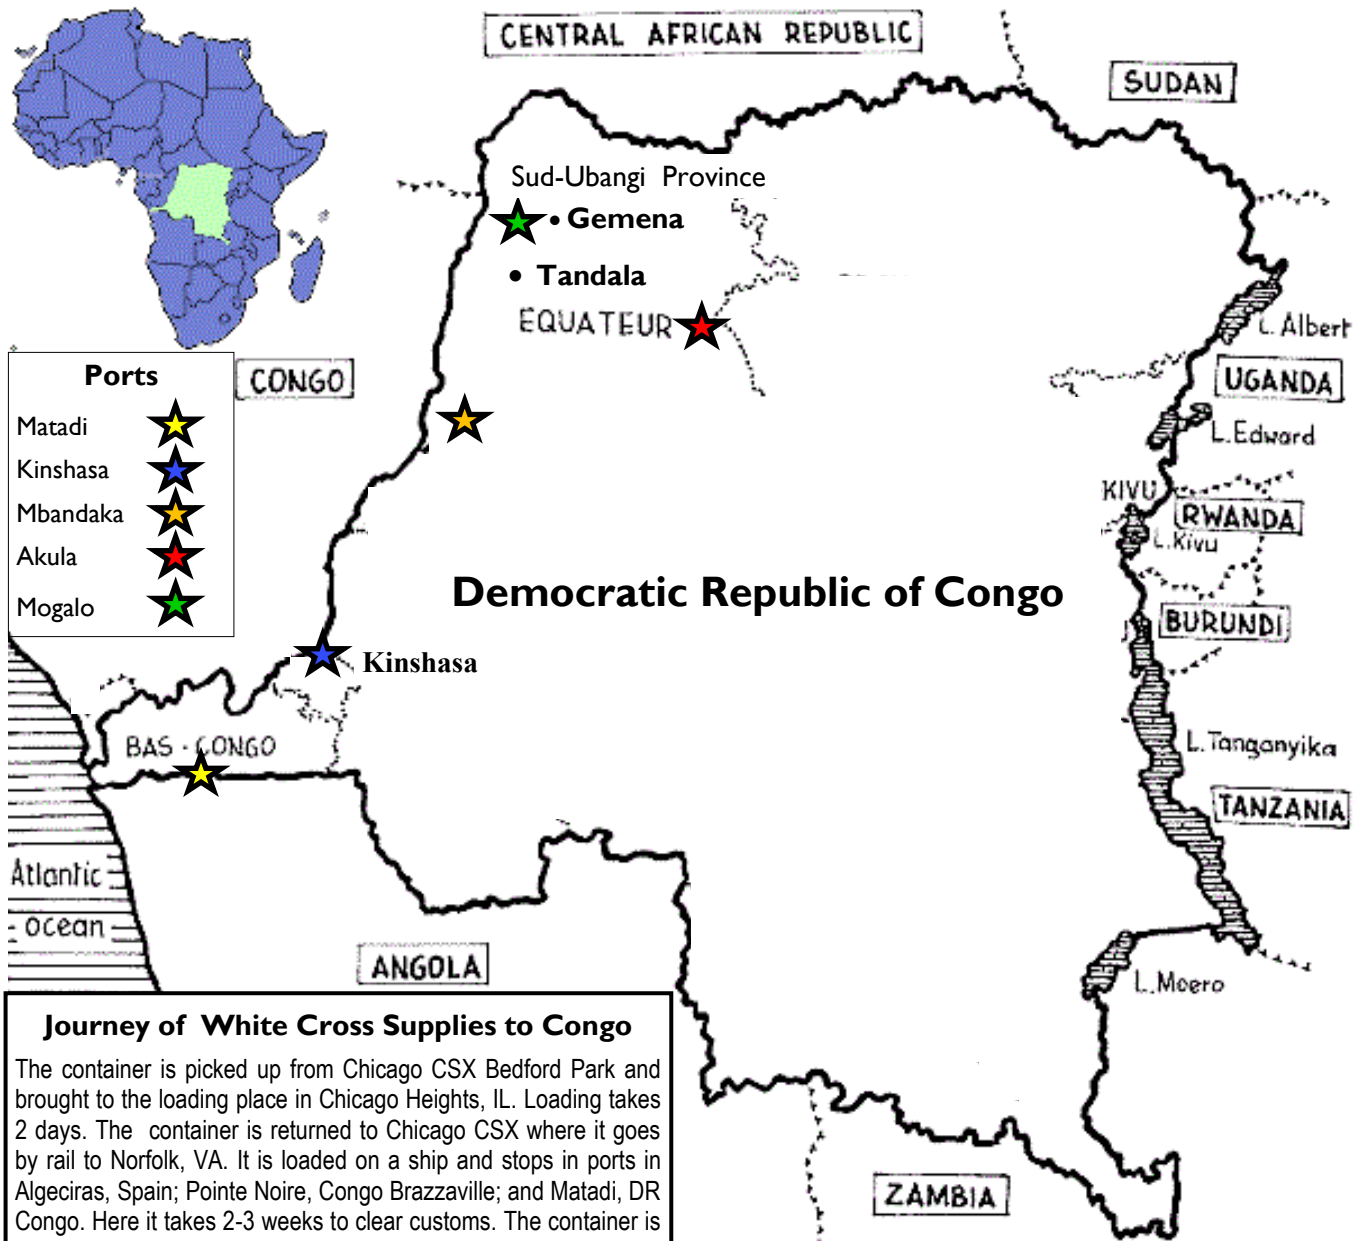 CENTRAL AFRICAN REPUBLIC
SUDAN
Sud-Ubangi Province
• Gemena
• Tandala
EQUATEUR
L. Albert
UGANDA
L.Edward
CONGO
Ports
Matadi
Kinshasa
Mbandaka
Akula
Mogalo
KIVU
RWANDA
L.Kivu
Democratic Republic of Congo
BURUNDI
Kinshasa
BAS-CONGO
L.Tanganyika
TANZANIA
Atlantic
ocean
ANGOLA
L.Moero
ZAMBIA
Journey of White Cross Supplies to Congo
The container is picked up from Chicago CSX Bedford Park and
brought to the loading place in Chicago Heights, IL. Loading takes
2 days. The container is returned to Chicago CSX where it goes
by rail to Norfolk, VA. It is loaded on a ship and stops in ports in
Algeciras, Spain; Pointe Noire, Congo Brazzaville; and Matadi, DR
Congo. Here it takes 2-3 weeks to clear customs. The container is